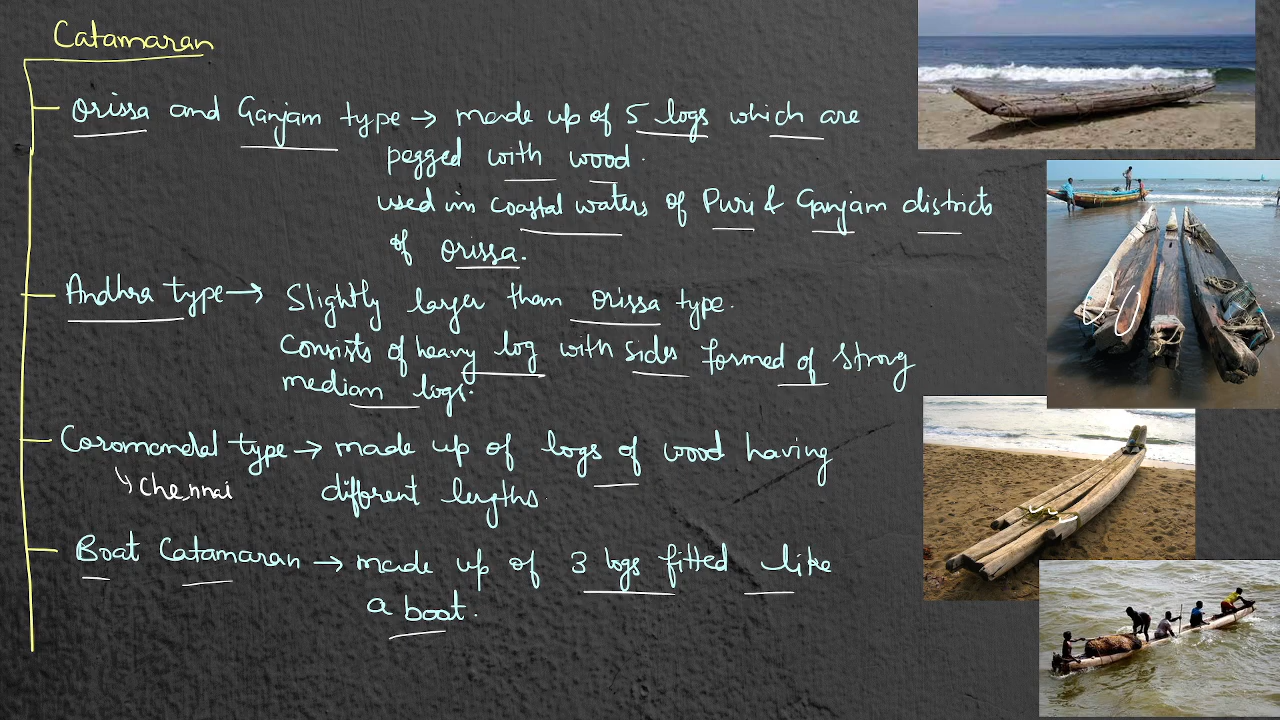 Catamaran
Orissa and Ganjam type → made up of 5 logs which are
pegged with wood.
used in coastal waters of Puri & Ganjam districts
of Orissa.
Andhra type → Slightly larger than Orissa type.
Consists of heavy log with sides formed of strong
median logs.
Coromondal type → made up of logs of wood having
↳ Chennai different lengths
Boat Catamaran → made up of 3 logs fitted like
a boat.